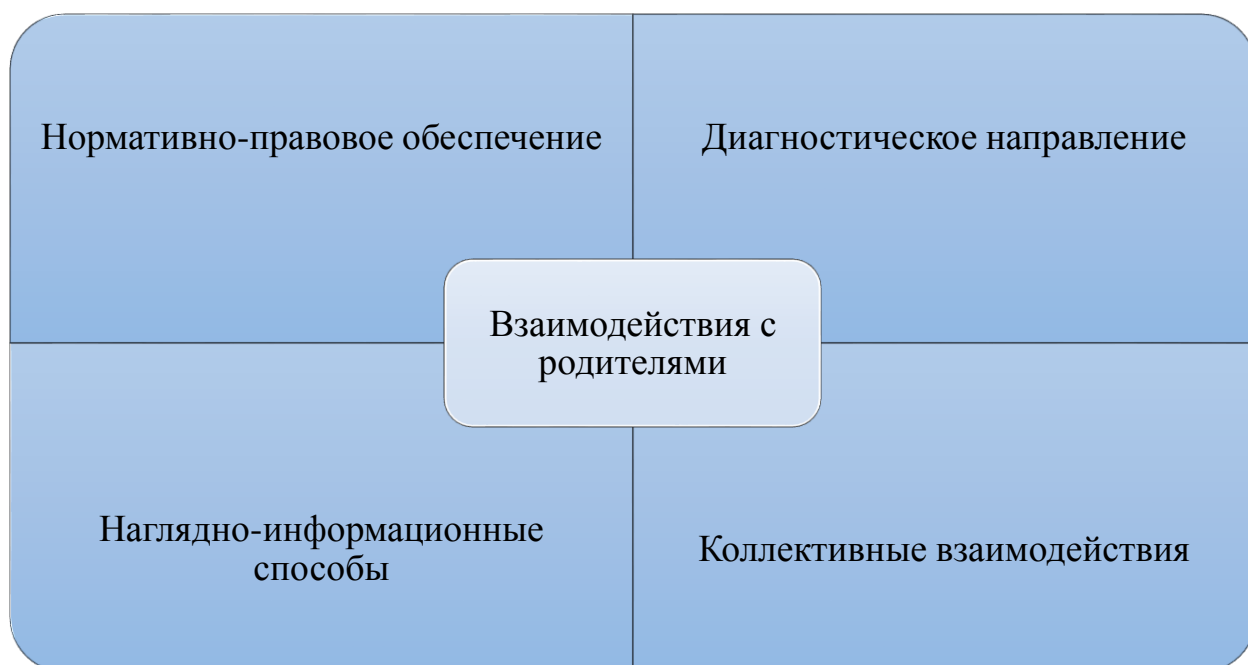 Нормативно-правовое обеспечение
Диагностическое направление
Взаимодействия с
родителями
Наглядно-информационные
способы
Коллективные взаимодействия